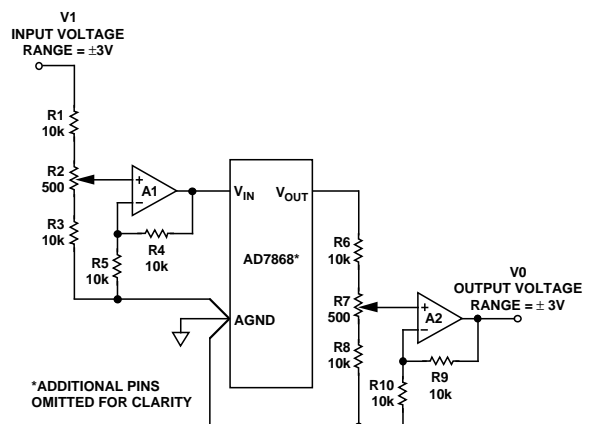 V1
INPUT VOLTAGE
RANGE = ±3V
R1
10k
R2
500
R3
10k
+
–
A1
R4
10k
R5
10k
VIN
VOUT
AD7868*
AGND
R6
10k
R7
500
R8
10k
+
–
A2
R9
10k
R10
10k
V0
OUTPUT VOLTAGE
RANGE = ± 3V
*ADDITIONAL PINS
OMITTED FOR CLARITY